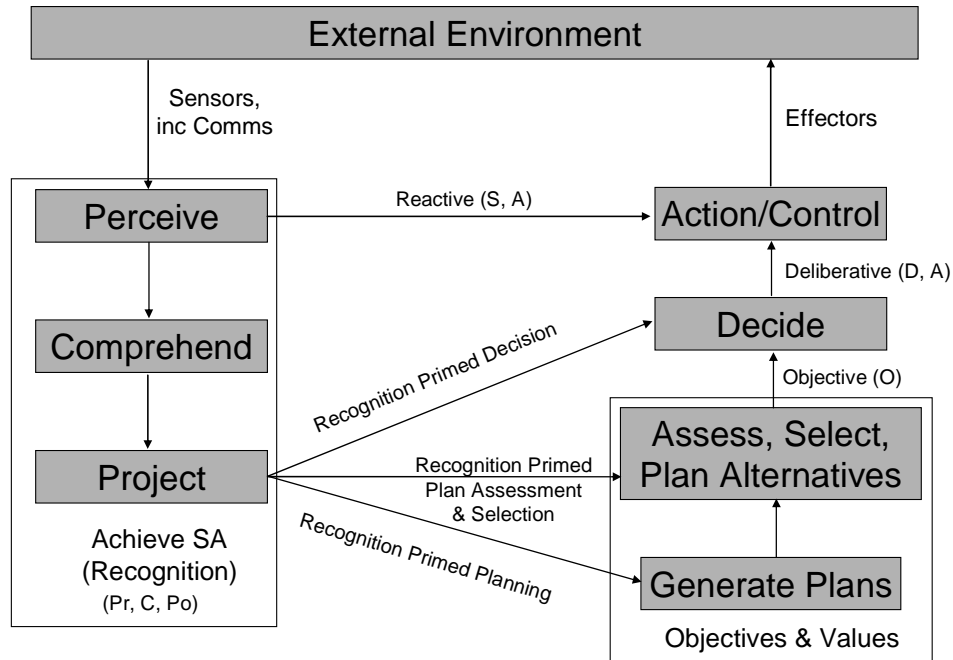 External Environment
Sensors,
inc Comms
Effectors
Perceive
Reactive (S, A)
Action/Control
Deliberative (D, A)
Comprehend
Recognition Primed Decision
Decide
Objective (O)
Project
Recognition Primed
Plan Assessment
& Selection
Assess, Select,
Plan Alternatives
Recognition Primed Planning
Achieve SA
(Recognition)
(Pr, C, Po)
Generate Plans
Objectives & Values